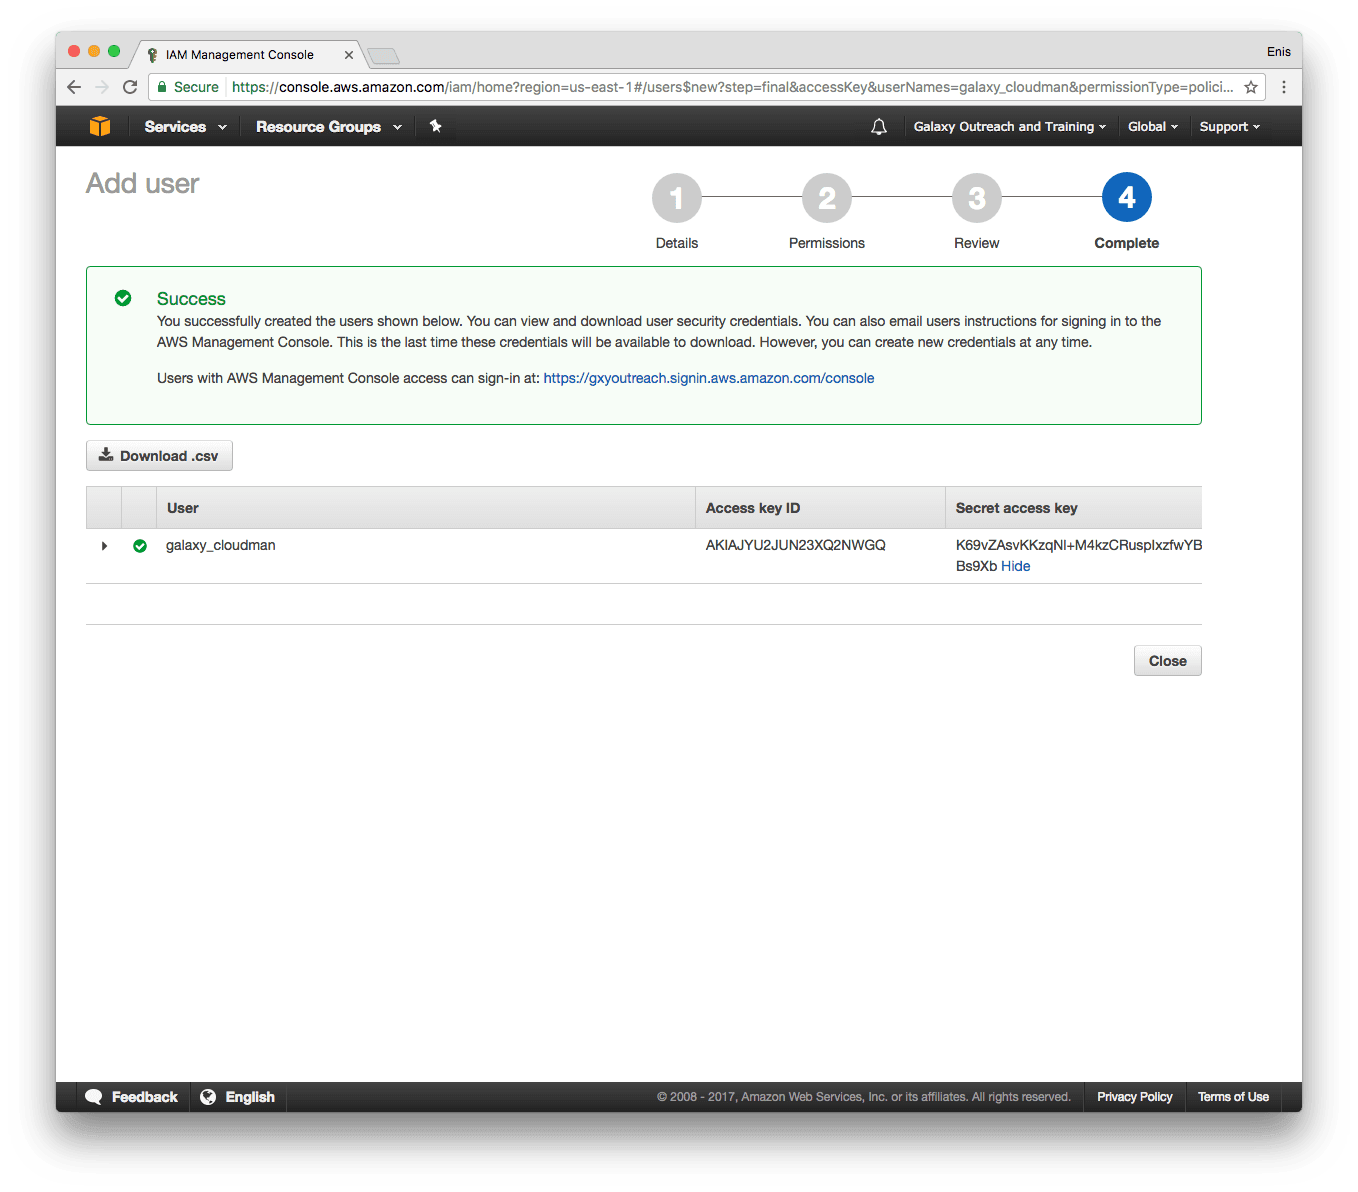 IAM Management Console
Enis
Secure https://console.aws.amazon.com/iam/home?region=us-east-1#/users$new?step=final&accessKey&userNames=galaxy_cloudman&permissionType=polici...
Services Resource Groups Galaxy Outreach and Training Global Support
Add user
1 2 3 4
Details Permissions Review Complete
Success
You successfully created the users shown below. You can view and download user security credentials. You can also email users instructions for signing in to the
AWS Management Console. This is the last time these credentials will be available to download. However, you can create new credentials at any time.
Users with AWS Management Console access can sign-in at: https://gxyoutreach.signin.aws.amazon.com/console
Download .csv
User Access key ID Secret access key
galaxy_cloudman AKIAJYU2JUN23XQ2NWGQ
Bs9Xb Hide
Close
Feedback English © 2008 - 2017, Amazon Web Services, Inc. or its affiliates. All rights reserved. Privacy Policy Terms of Use